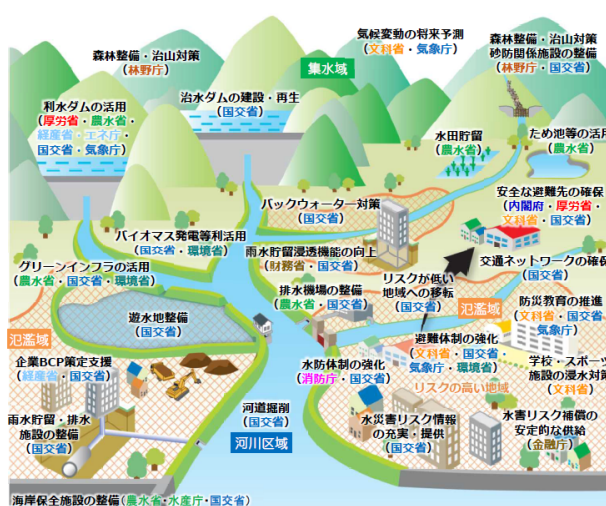 気候変動の将来予測
（文科省・気象庁）
森林整備・治山対策
（林野庁）
集水域
森林整備・治山対策
砂防関係施設の整備
（林野庁・国交省）
利水ダムの活用
（厚労省・農水省・
経産省・エネ庁・
国交省・気象庁）
治水ダムの建設・再生
（国交省）
水田貯留
（農水省）
ため池等の活用
（農水省）
安全な避難先の確保
（内閣府・厚労省・
文科省・国交省）
バックウォーター対策
（国交省）
バイオマス発電等利活用
（国交省・環境省）
雨水貯留浸透機能の向上
（財務省・国交省）
交通ネットワークの確保
（国交省）
グリーンインフラの活用
（農水省・国交省・環境省）
排水機場の整備
（農水省・国交省）
リスクが低い
地域への移転
（国交省）
氾濫域
防災教育の推進
（文科省・国交省・
気象庁）
遊水地整備
（国交省）
氾濫域
避難体制の強化
（文科省・国交省・
気象庁・環境省）
企業BCP策定支援
（経産省・国交省）
水防体制の強化
（消防庁・国交省）
リスクの高い地域
学校・スポーツ
施設の浸水対策
（文科省）
河道掘削
（国交省）
河川区域
雨水貯留・排水
施設の整備
（国交省）
水災害リスク情報
の充実・提供
（国交省）
水害リスク補償の
安定的な供給
（金融庁）
海岸保全施設の整備（農水省・水産庁・国交省）